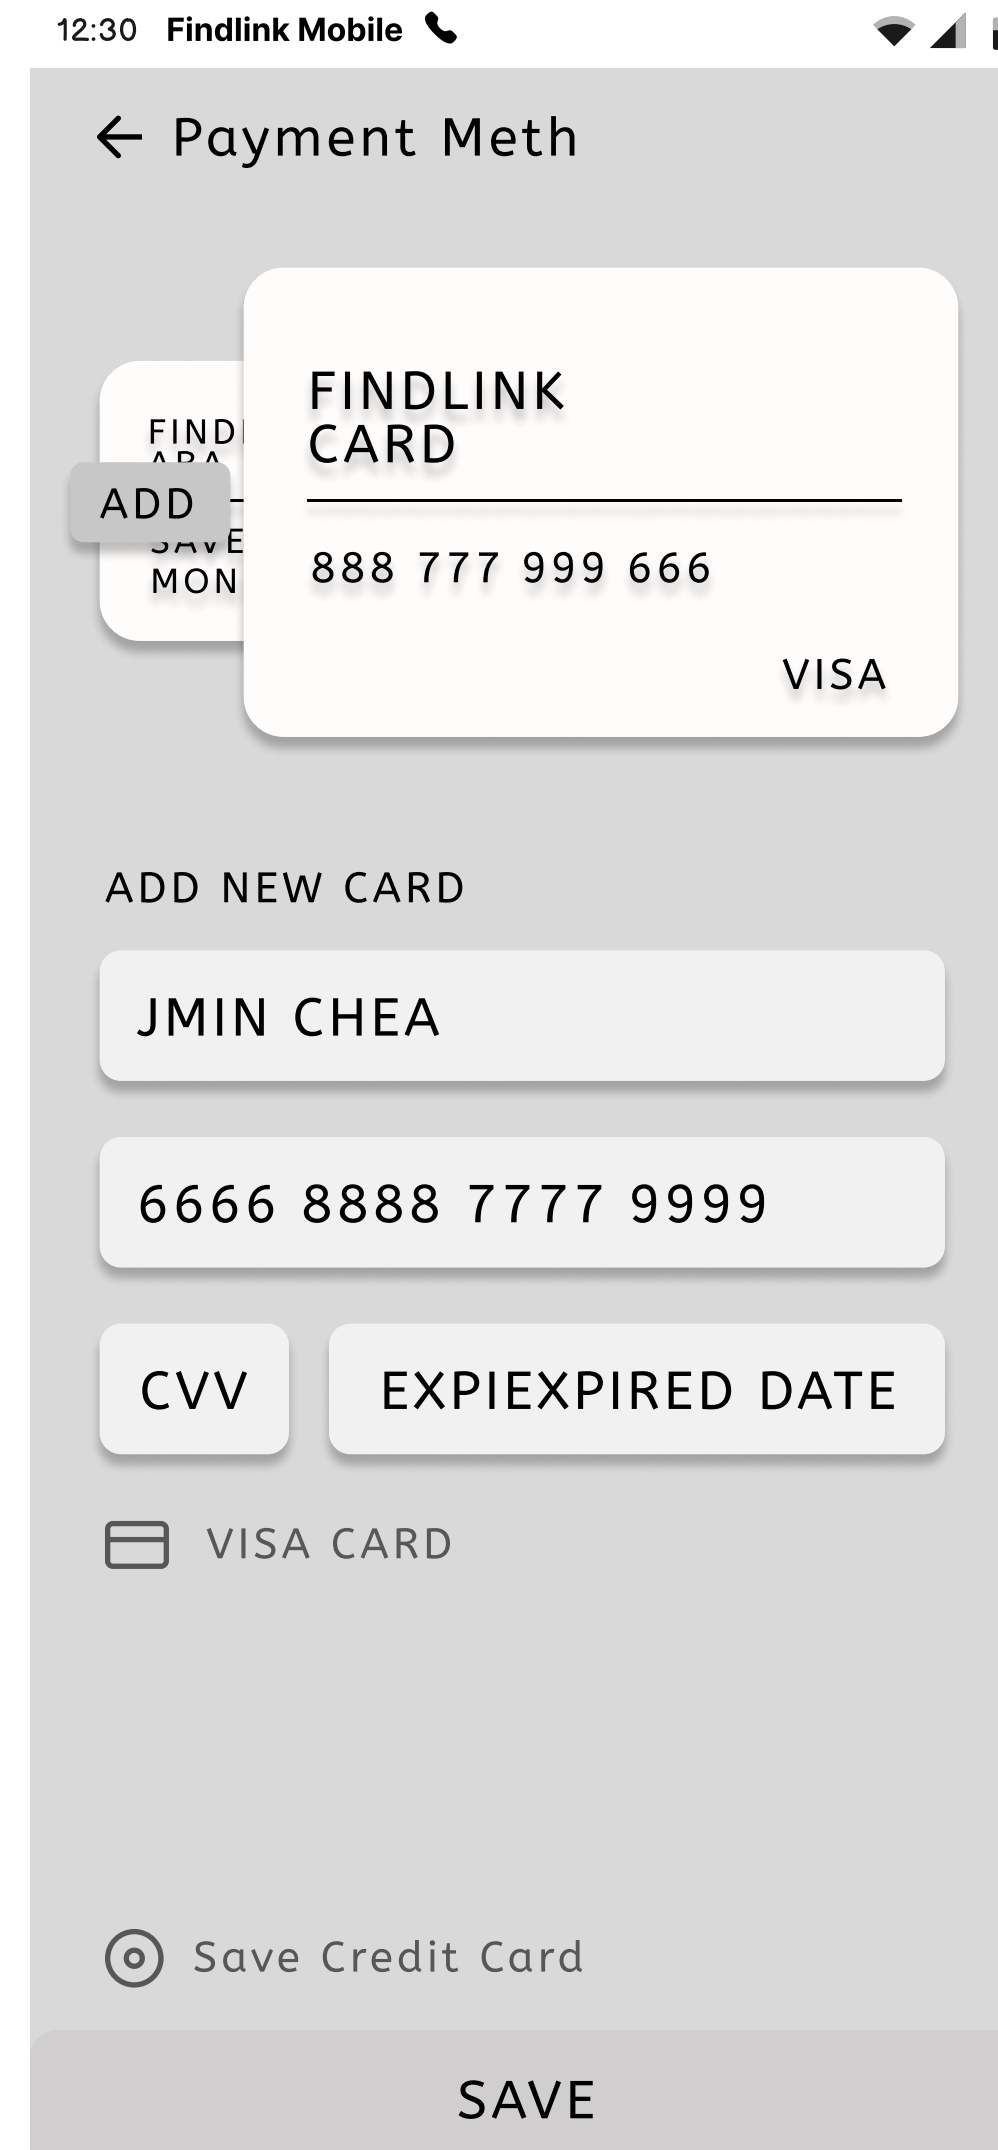 12:30 Findlink Mobile
Payment Meth
FINDLINK
CARD
888 777 999 666
VISA
ADD
MON
ADD NEW CARD
JMIN CHEA
6666 8888 7777 9999
CVV
EXPIEXPIRED DATE
VISA CARD
Save Credit Card
SAVE